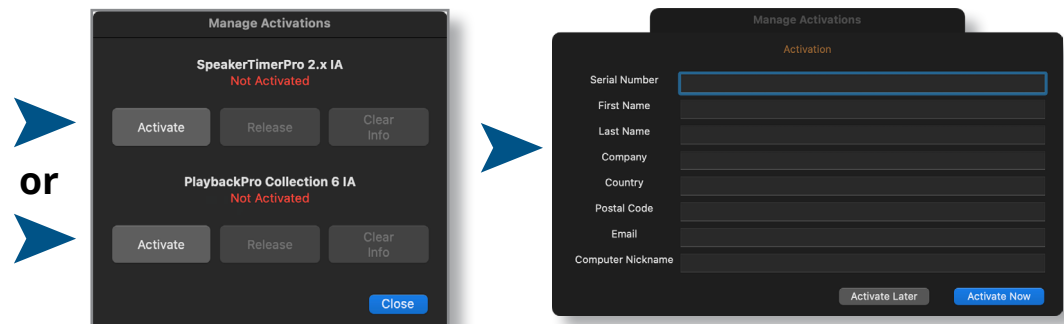 Manage Activations
SpeakerTimerPro 2.x IA
Not Activated
Activate
Release
Clear
Info
or
PlaybackPro Collection 6 IA
Not Activated
Activate
Release
Clear
Info
Close
Manage Activations
Activation
Serial Number
First Name
Last Name
Company
Country
Postal Code
Email
Computer Nickname
Activate Later
Activate Now